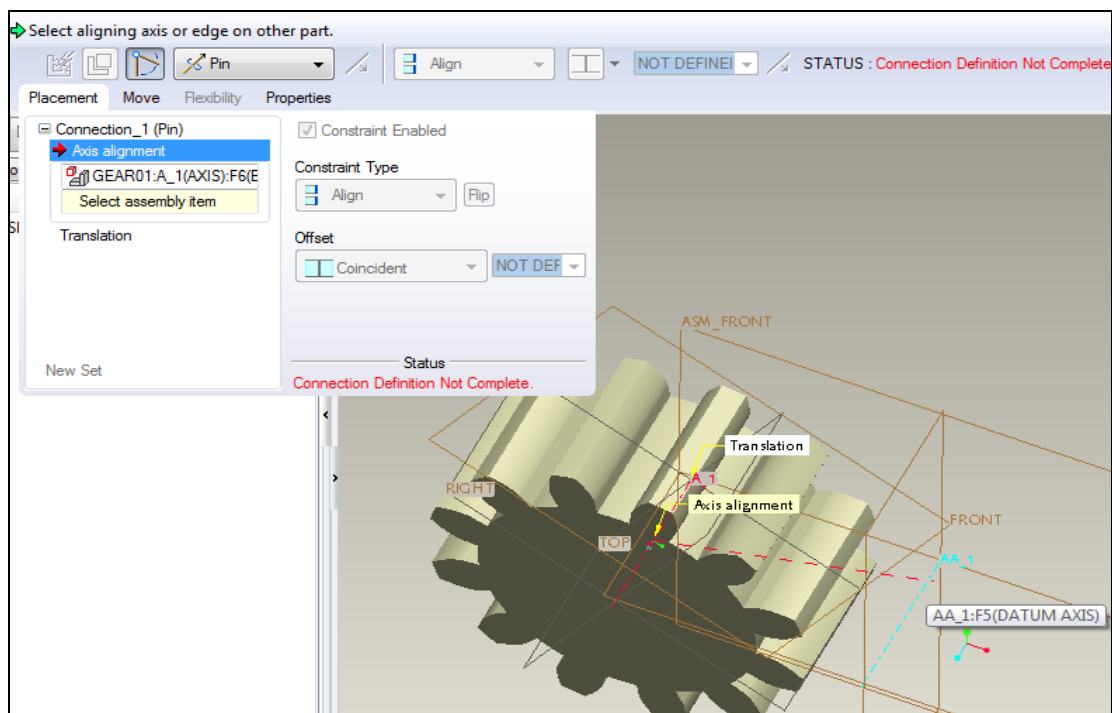 Select aligning axis or edge on other part.
Pin
Align
NOT DEFINEI
STATUS : Connection Definition Not Complete
Placement Move Flexibility Properties
Connection_1 (Pin)
Axis alignment
GEAR01:A_1(AXIS):F6(E
Select assembly item
Translation
New Set
Constraint Enabled
Constraint Type
Align
Flip
Offset
Coincident
NOT DEF
Status
Connection Definition Not Complete.
ASM_FRONT
Translation
A_1
RIGHT
Axis alignment
FRONT
TOP
AA_1
AA_1:F5(DATUM AXIS)